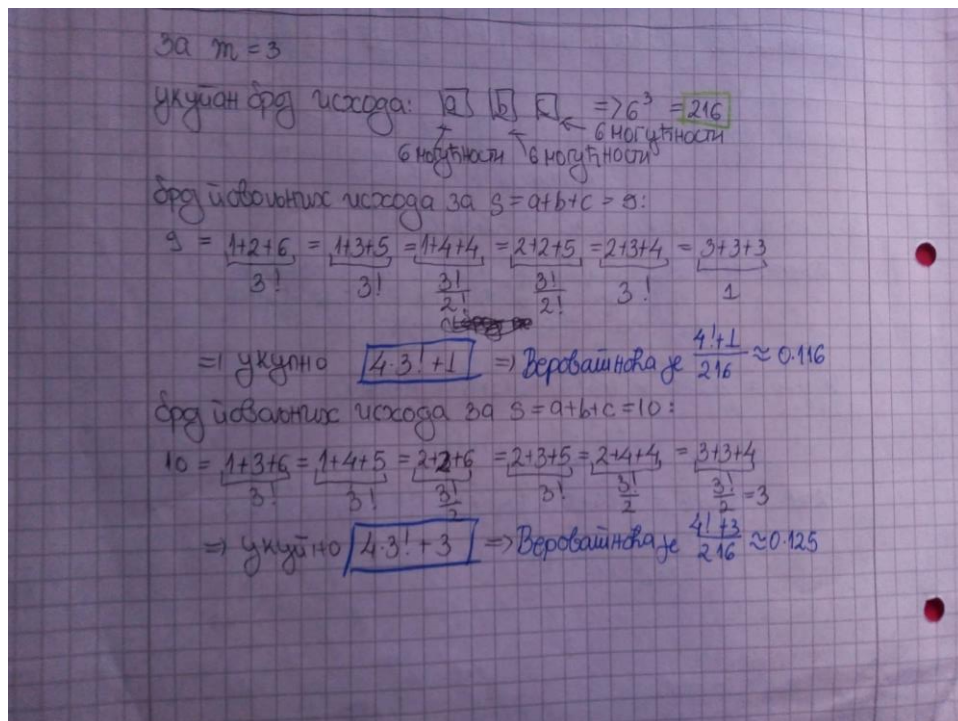 За m = 3
укупан број исхода: a b c => 6³ = 216
6 могућности 6 могућности 6 могућности
број повољних исхода за s = a+b+c = 9:
9 = 1+2+6 = 1+3+5 = 1+4+4 = 2+2+5 = 2+3+4 = 3+3+3
3! 3! 3!/2! 3!/2! 3! 1
=> укупно 4·3!+1 => Вероватноћа је 4!+1/216 ≈ 0.116
број повољних исхода за s = a+b+c = 10:
10 = 1+3+6 = 1+4+5 = 2+2+6 = 2+3+5 = 2+4+4 = 3+3+4
3! 3! 3!/2 3! 3!/2 3!/2 = 3
=> укупно 4·3!+3 => Вероватноћа је 4!+3/216 ≈ 0.125